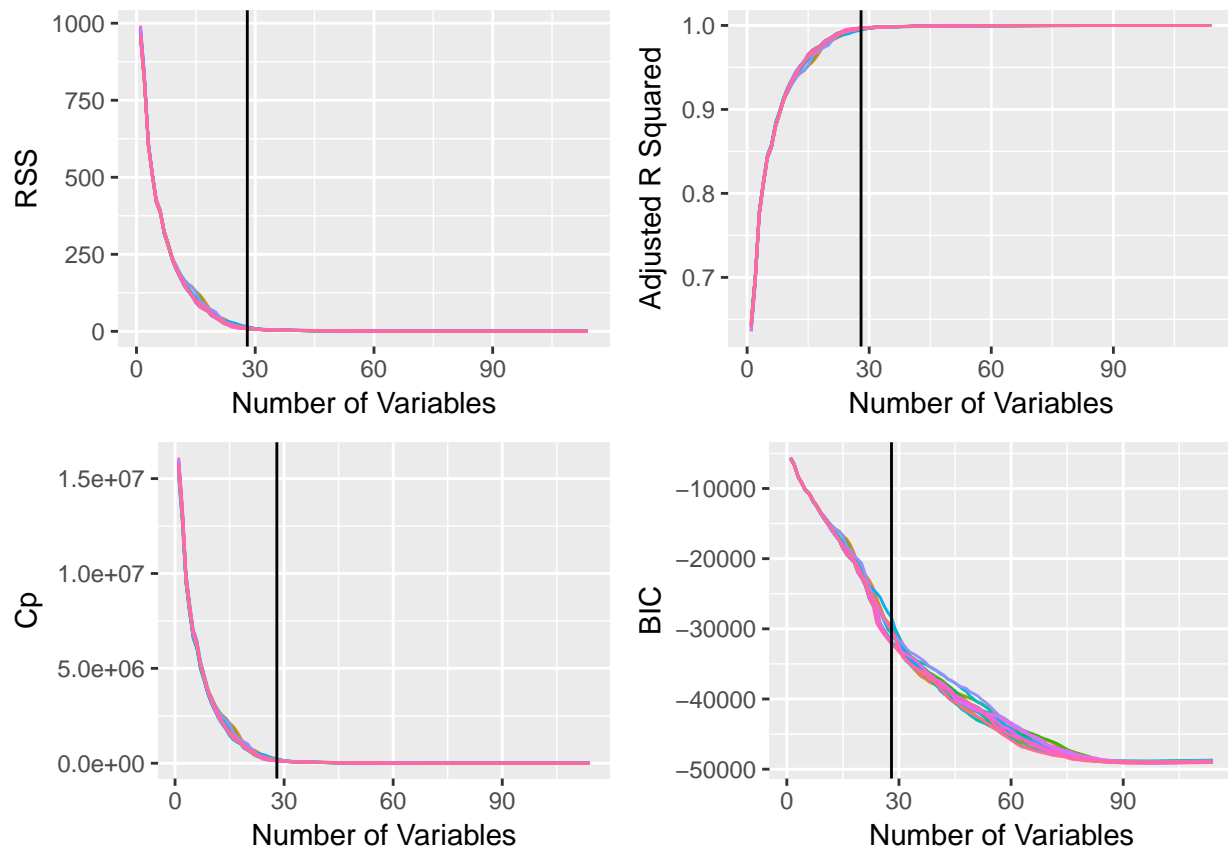 1000
750
500
250
0
RSS
0 30 60 90
Number of Variables
1.0
0.9
0.8
0.7
Adjusted R Squared
0 30 60 90
Number of Variables
1.5e+07
1.0e+07
5.0e+06
0.0e+00
Cp
0 30 60 90
Number of Variables
−10000
−20000
−30000
−40000
−50000
BIC
0 30 60 90
Number of Variables